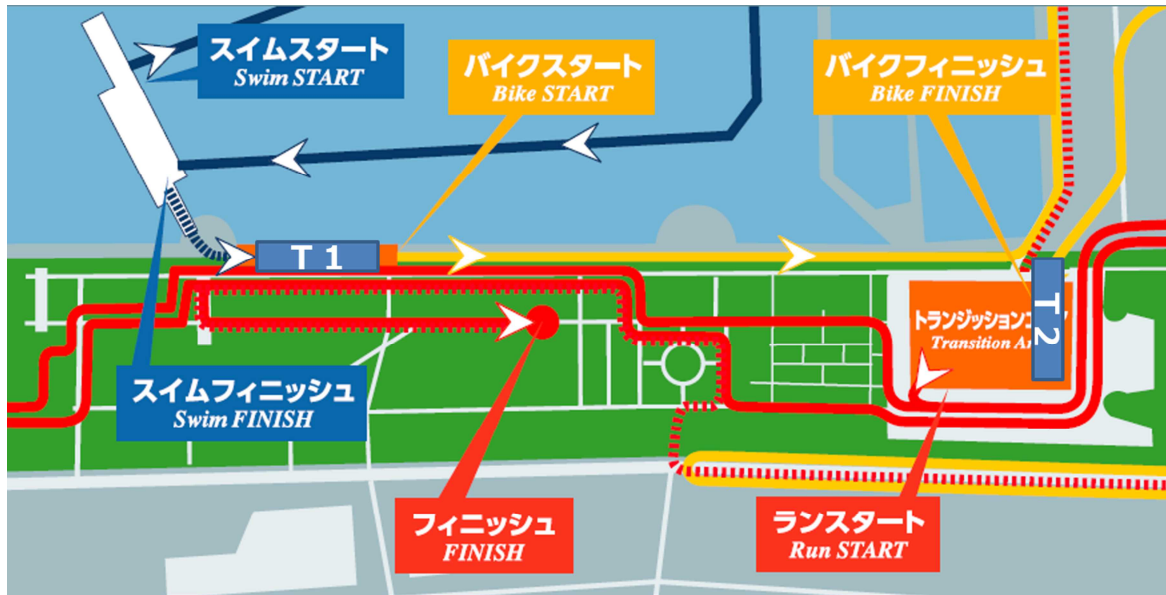 スイムスタート
Swim START
バイクスタート
Bike START
バイクフィニッシュ
Bike FINISH
T 1
T 2
トランジッション
Transition
スイムフィニッシュ
Swim FINISH
フィニッシュ
FINISH
ランスタート
Run START